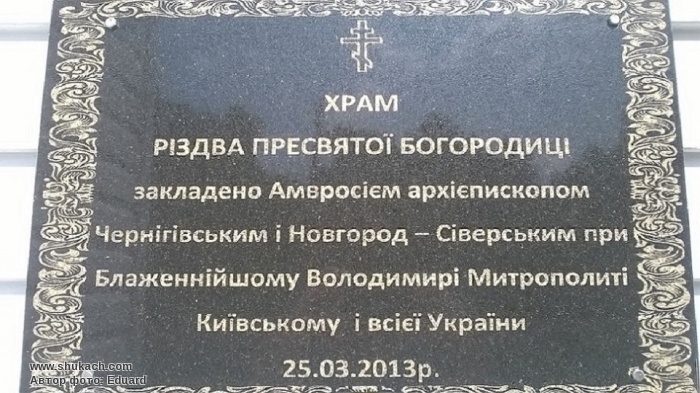 ХРАМ
РІЗДВА ПРЕСВЯТОЇ БОГОРОДИЦІ
закладено Амвросієм архієпископом
Чернігівським і Новгород – Сіверським при
Блаженнійшому Володимирі Митрополиті
Київському і всієї України
25.03.2013р.
www.shukach.com
Автор фото: Eduard